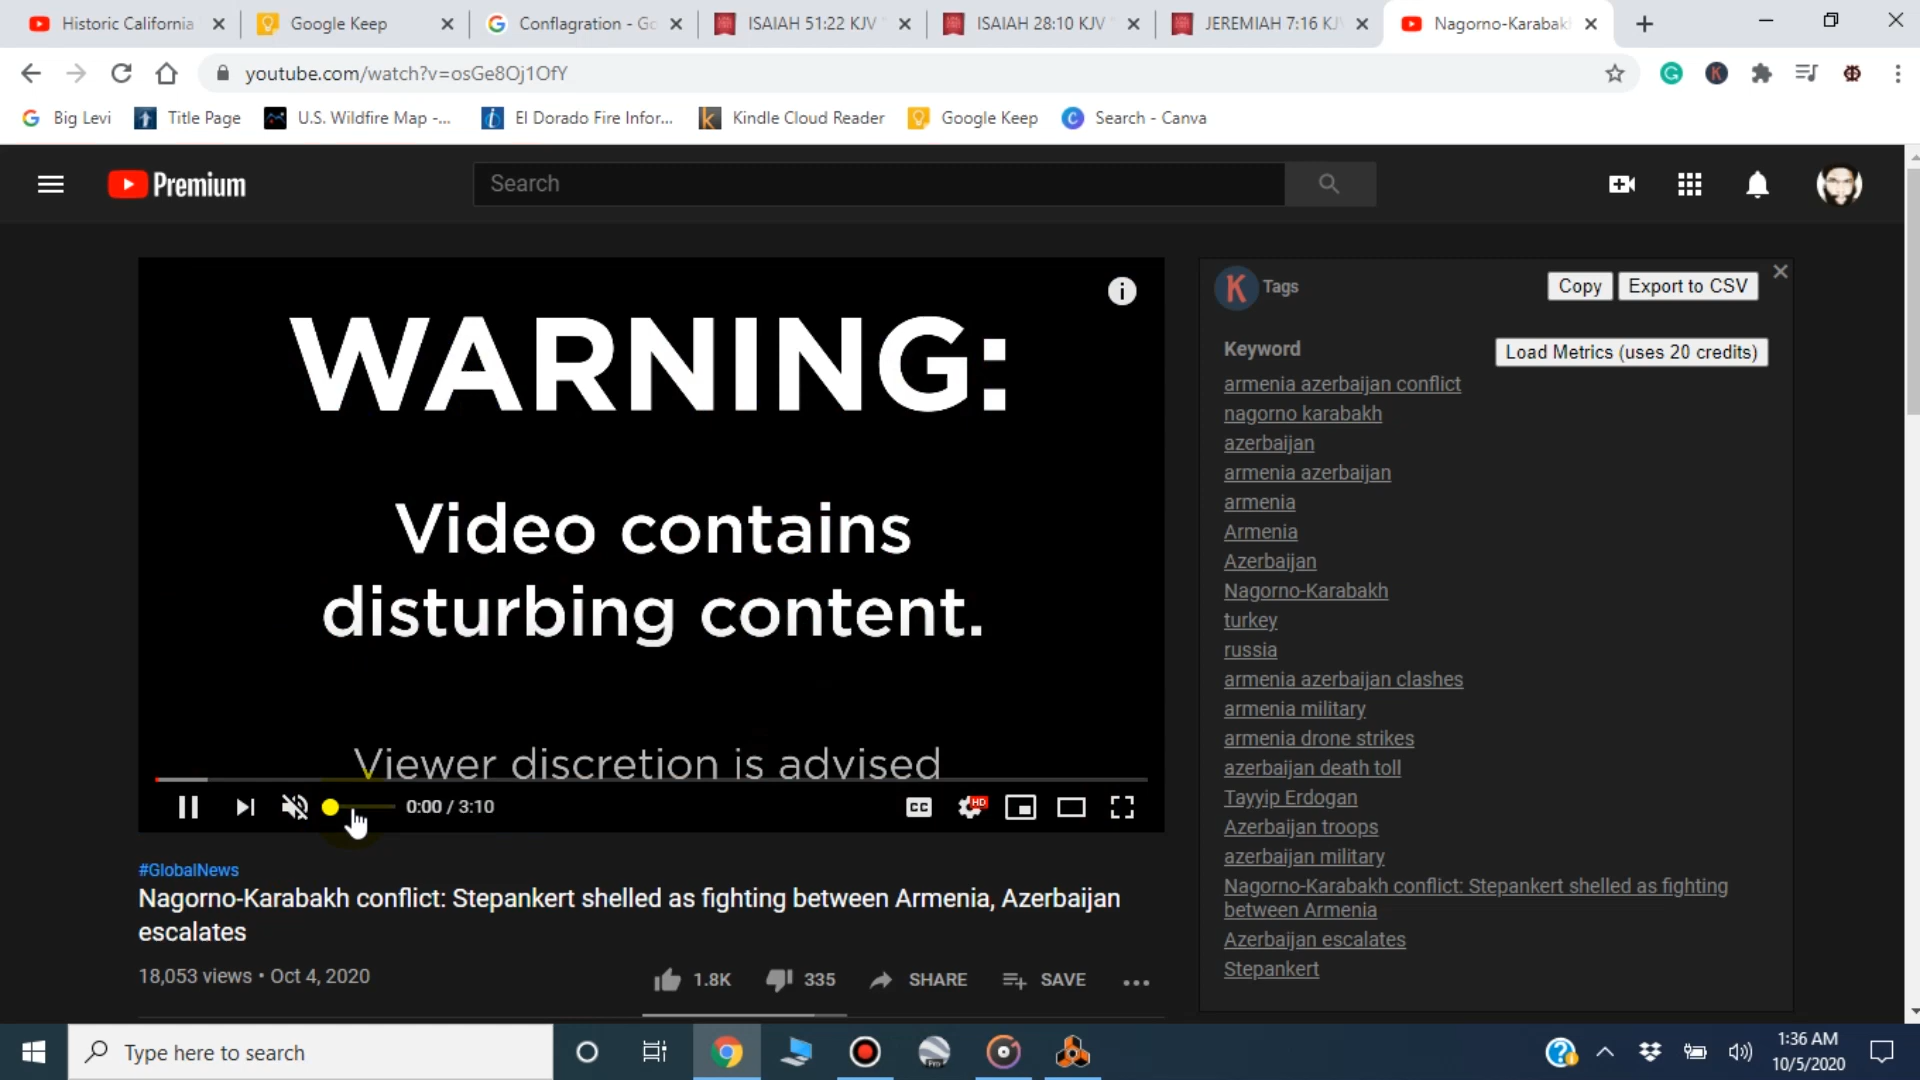 Historic California
Google Keep
Conflagration - Go
ISAIAH 51:22 KJV
ISAIAH 28:10 KJV
JEREMIAH 7:16 KJ
Nagorno-Karabak
youtube.com/watch?v=osGe8Oj1OfY
Big Levi
Title Page
U.S. Wildfire Map -...
El Dorado Fire Infor...
Kindle Cloud Reader
Google Keep
Search - Canva
Premium
Search
WARNING:
Video contains
disturbing content.
Viewer discretion is advised
0:00 / 3:10
CC
HD
#GlobalNews
Nagorno-Karabakh conflict: Stepankert shelled as fighting between Armenia, Azerbaijan
escalates
18,053 views • Oct 4, 2020
1.8K
335
SHARE
SAVE
K Tags
Copy
Export to CSV
Keyword
Load Metrics (uses 20 credits)
armenia azerbaijan conflict
nagorno karabakh
azerbaijan
armenia azerbaijan
armenia
Armenia
Azerbaijan
Nagorno-Karabakh
turkey
russia
armenia azerbaijan clashes
armenia military
armenia drone strikes
azerbaijan death toll
Tayyip Erdogan
Azerbaijan troops
azerbaijan military
Nagorno-Karabakh conflict: Stepankert shelled as fighting
between Armenia
Azerbaijan escalates
Stepankert
Type here to search
1:36 AM
10/5/2020